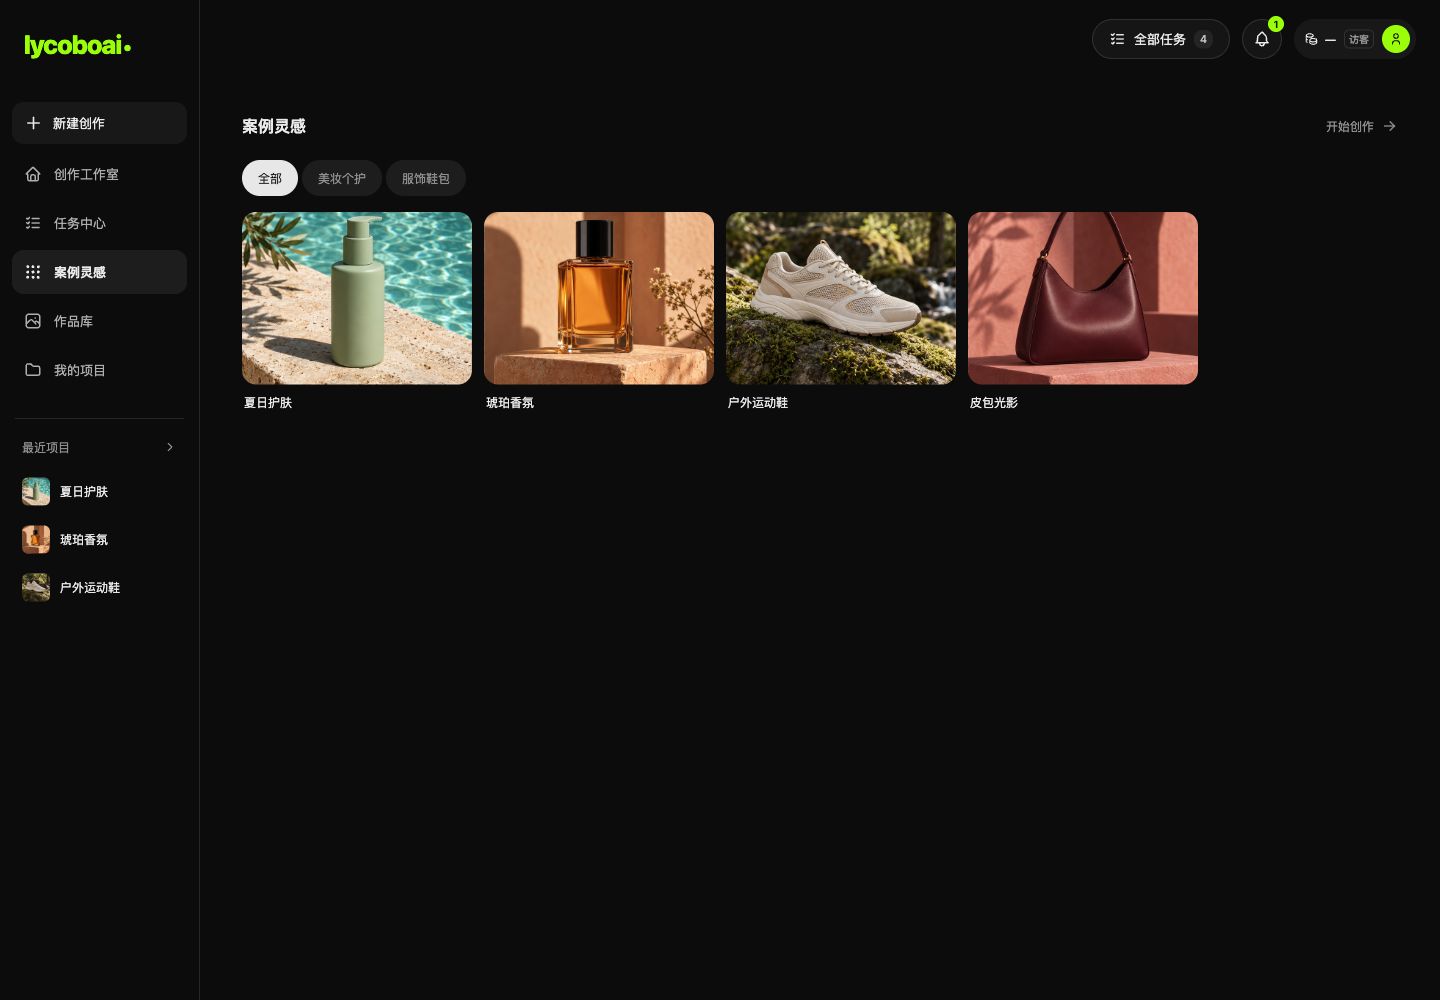 lycoboai
全部任务 4
1
— 访客
新建创作
创作工作室
任务中心
案例灵感
作品库
我的项目
最近项目
夏日护肤
琥珀香氛
户外运动鞋
案例灵感
开始创作
全部 美妆个护 服饰鞋包
夏日护肤 琥珀香氛 户外运动鞋 皮包光影